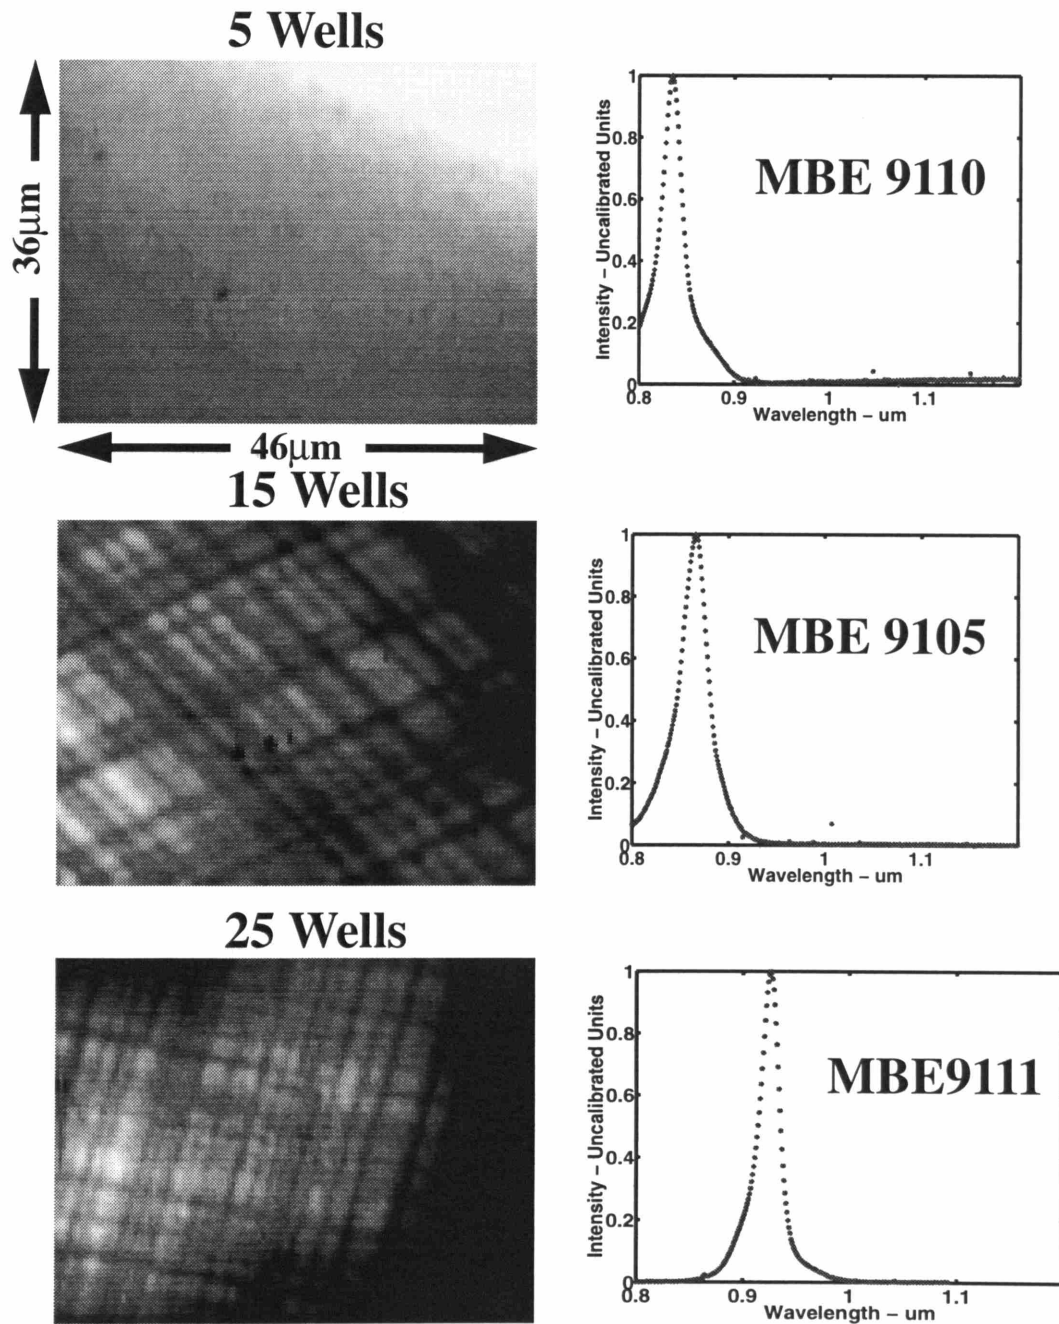 5 Wells
36μm
46μm
Intensity – Uncalibrated Units
1
0.8
0.6
0.4
0.2
0
0.8
0.9
1
1.1
Wavelength – um
MBE 9110
15 Wells
Intensity – Uncalibrated Units
1
0.8
0.6
0.4
0.2
0
0.8
0.9
1
1.1
Wavelength – um
MBE 9105
25 Wells
Intensity – Uncalibrated Units
1
0.8
0.6
0.4
0.2
0
0.8
0.9
1
1.1
Wavelength – um
MBE9111